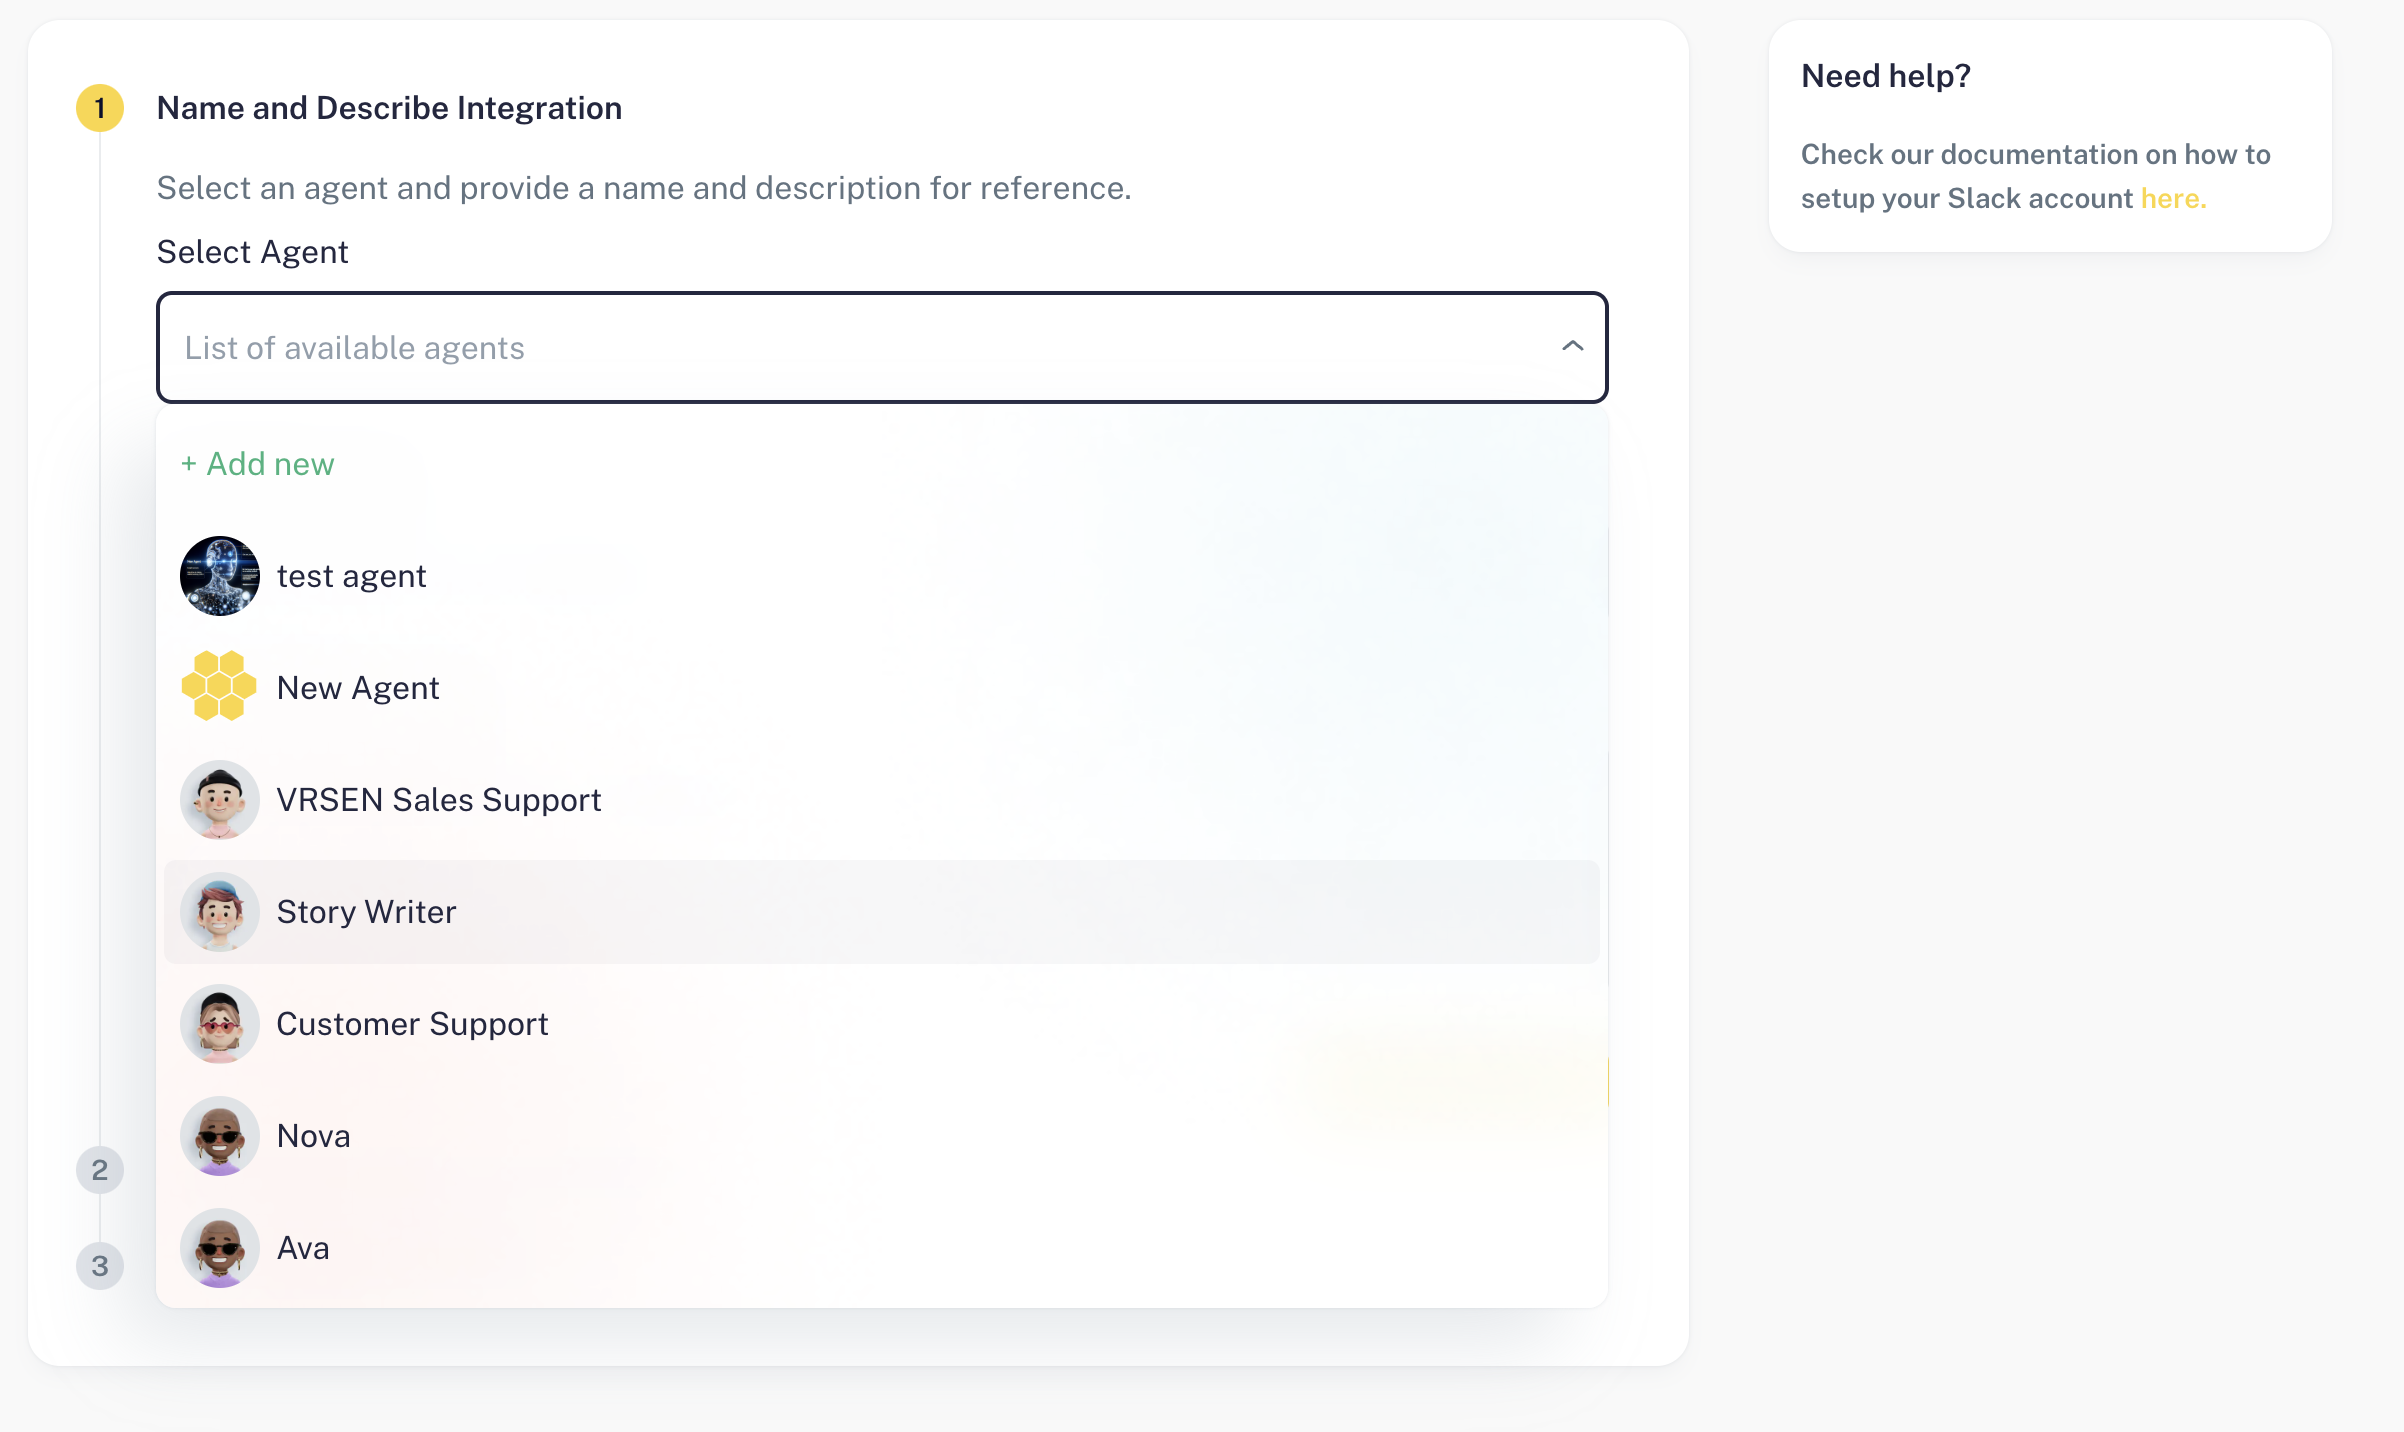 1
Name and Describe Integration
Select an agent and provide a name and description for reference.
Select Agent
List of available agents
+ Add new
test agent
New Agent
VRSEN Sales Support
Story Writer
Customer Support
Nova
Ava
2
3
Need help?
Check our documentation on how to
setup your Slack account here.